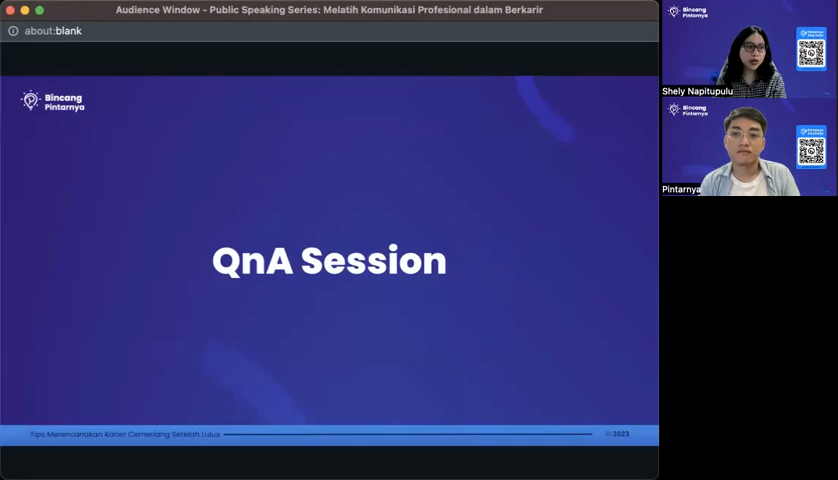 Audience Window - Public Speaking Series: Melatih Komunikasi Profesional dalam Berkarir
about:blank
Bincang
Pintarnya
QnA Session
Tips Merencanakan Karier Cemerlang Setelah Lulus
2023
Bincang
Pintarnya
Shely Napitupulu
Bincang
Pintarnya
Pintarnya